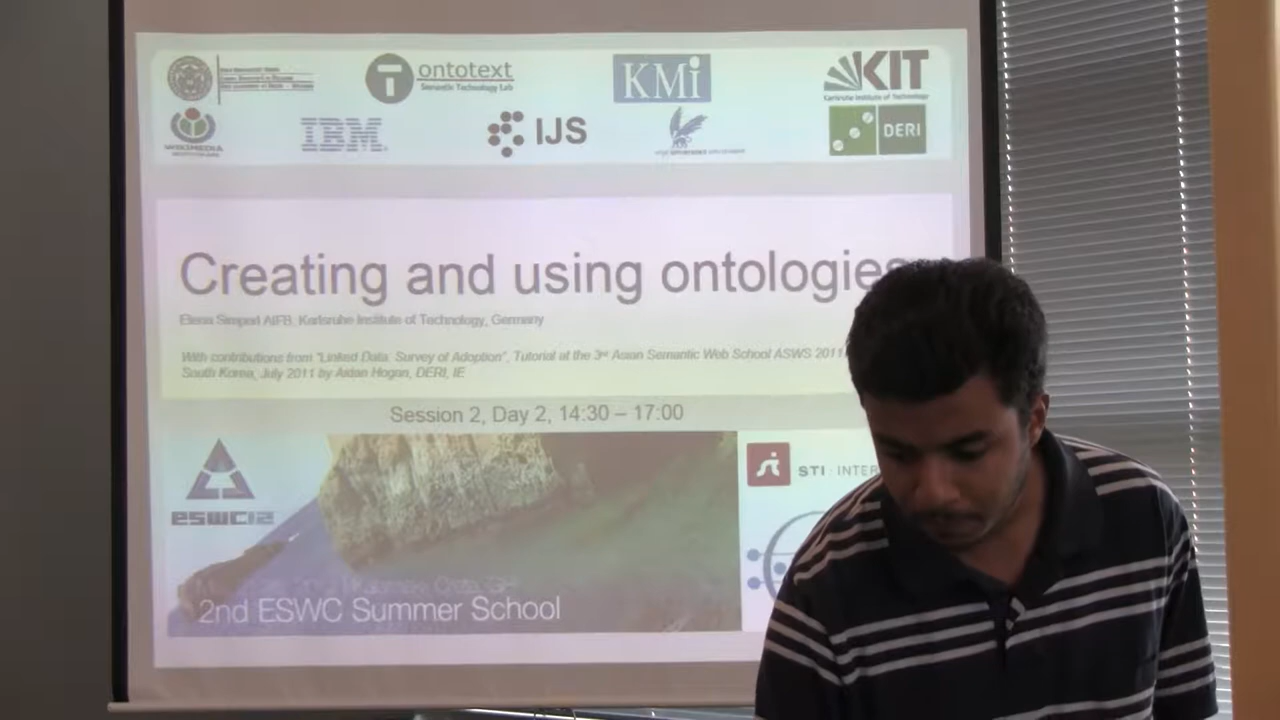 ontotext
Semantic Technology Lab
KMi
KIT
Karlsruhe Institute of Technology
WIKIMEDIA
IBM
IJS
DERI
Creating and using ontologies
Elena Simperl AIFB, Karlsruhe Institute of Technology, Germany
With contributions from "Linked Data: Survey of Adoption", Tutorial at the 3rd Asian Semantic Web School ASWS 2011
South Korea, July 2011 by Aidan Hogan, DERI, IE
Session 2, Day 2, 14:30 – 17:00
STI · INTER
eswc12
2nd ESWC Summer School